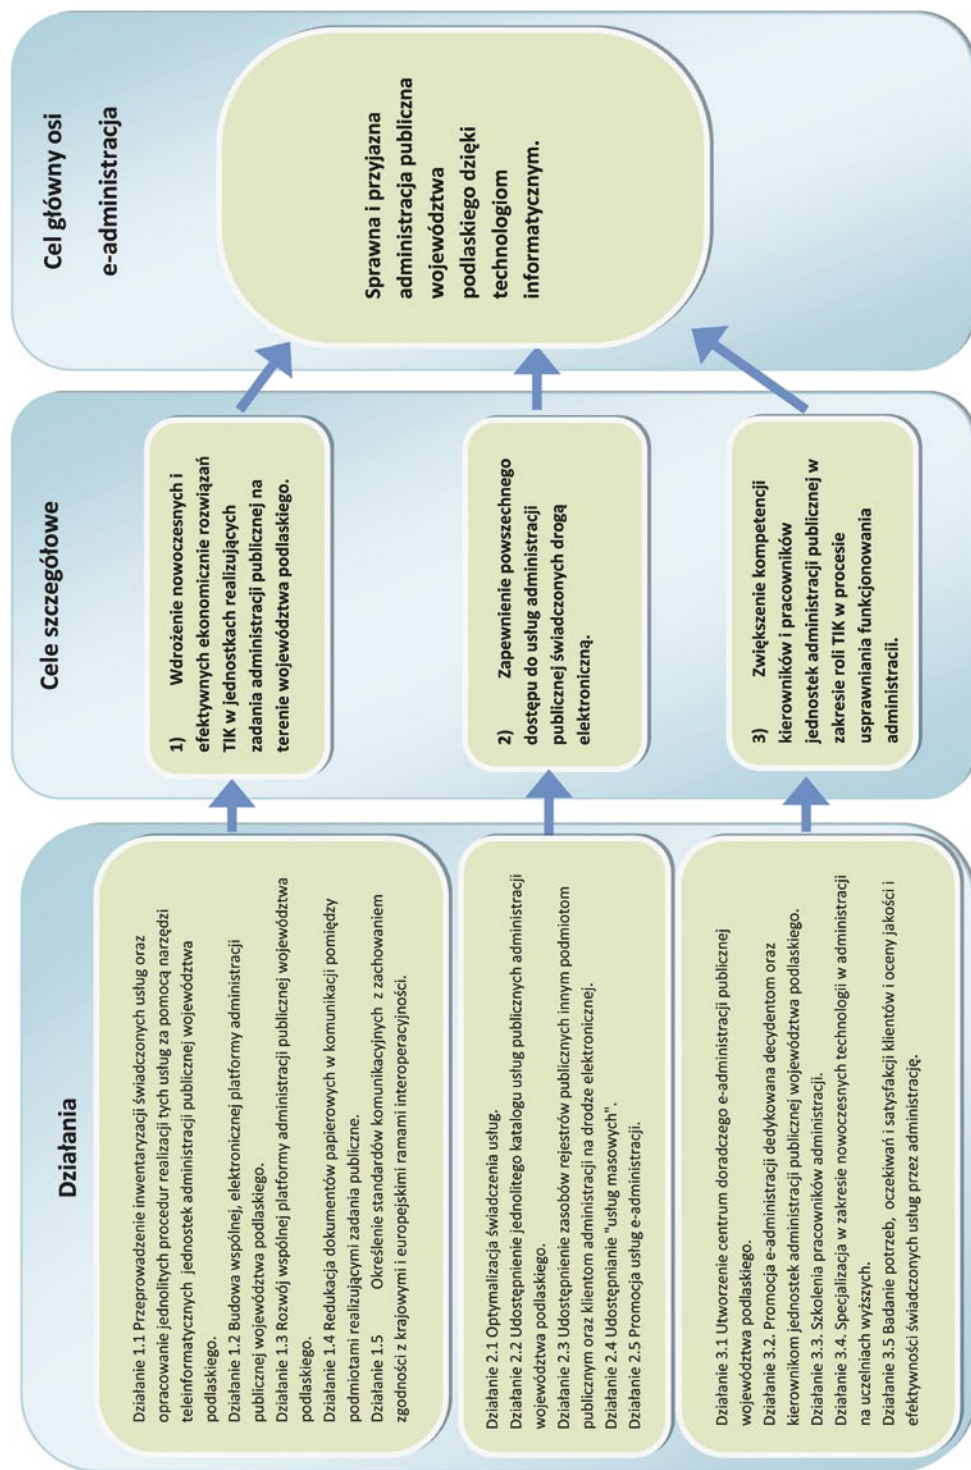 Działania
Działanie 1.1 Przeprowadzenie inwentaryzacji świadczonych usług oraz
opracowanie jednolitych procedur realizacji tych usług za pomocą narzędzi
teleinformatycznych jednostek administracji publicznej województwa
podlaskiego.
Działanie 1.2 Budowa wspólnej, elektronicznej platformy administracji
publicznej województwa podlaskiego.
Działanie 1.3 Rozwój wspólnej platformy administracji publicznej województwa
podlaskiego.
Działanie 1.4 Redukacja dokumentów papierowych w komunikacji pomiędzy
podmiotami realizującymi zadania publiczne.
Działanie 1.5 Określenie standardów komunikacyjnych z zachowaniem
zgodności z krajowymi i europejskimi ramami interoperacyjności.
Działanie 2.1 Optymalizacja świadczenia usług.
Działanie 2.2 Udostępnienie jednolitego katalogu usług publicznych administracji
województwa podlaskiego.
Działanie 2.3 Udostępnienie zasobów rejestrów publicznych innym podmiotom
publicznym oraz klientom administracji na drodze elektronicznej.
Działanie 2.4 Udostępnianie "usług masowych".
Działanie 2.5 Promocja usług e-administracji.
Działanie 3.1 Utworzenie centrum doradczego e-administracji publicznej
województwa podlaskiego.
Działanie 3.2. Promocja e-administracji dedykowana decydentom oraz
kierownikom jednostek administracji publicznej województwa podlaskiego.
Działanie 3.3. Szkolenia pracowników administracji.
Działanie 3.4. Specjalizacja w zakresie nowoczesnych technologii w administracji
na uczelniach wyższych.
Działanie 3.5 Badanie potrzeb, oczekiwań i satysfakcji klientów i oceny jakości i
efektywności świadczonych usług przez administrację.
Cele szczegółowe
1) Wdrożenie nowoczesnych i
efektywnych ekonomicznie rozwiązań
TIK w jednostkach realizujących
zadania administracji publicznej na
terenie województwa podlaskiego.
2) Zapewnienie powszechnego
dostępu do usług administracji
publicznej świadczonych drogą
elektroniczną.
3) Zwiększenie kompetencji
kierowników i pracowników
jednostek administracji publicznej w
zakresie roli TIK w procesie
usprawniania funkcjonowania
administracji.
Cel główny osi
e-administracja
Sprawna i przyjazna
administracja publiczna
województwa
podlaskiego dzięki
technologiom
informatycznym.